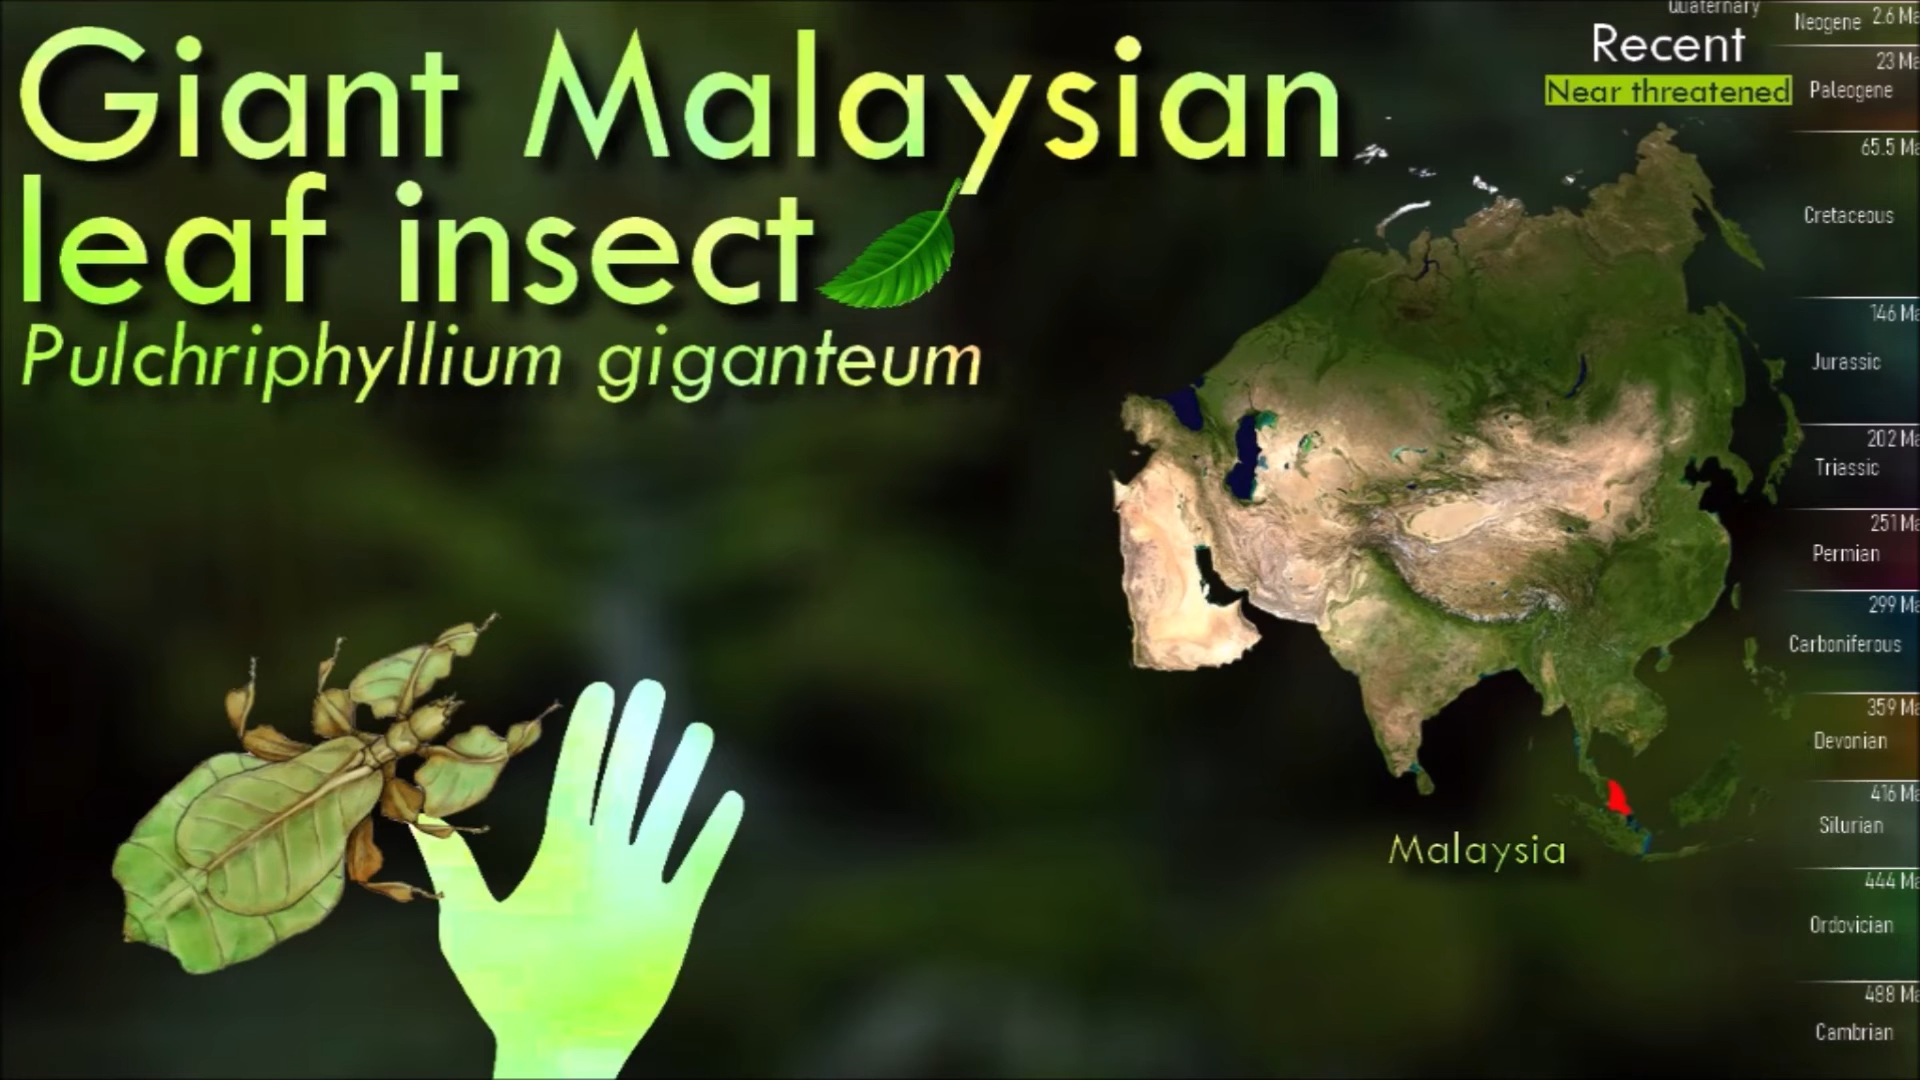 Giant Malaysian
leaf insect
Pulchriphyllium giganteum
Recent
Near threatened
Malaysia
Quaternary
2.6 Ma
Neogene
23 Ma
Paleogene
65.5 Ma
Cretaceous
146 Ma
Jurassic
202 Ma
Triassic
251 Ma
Permian
299 Ma
Carboniferous
359 Ma
Devonian
416 Ma
Silurian
444 Ma
Ordovician
488 Ma
Cambrian